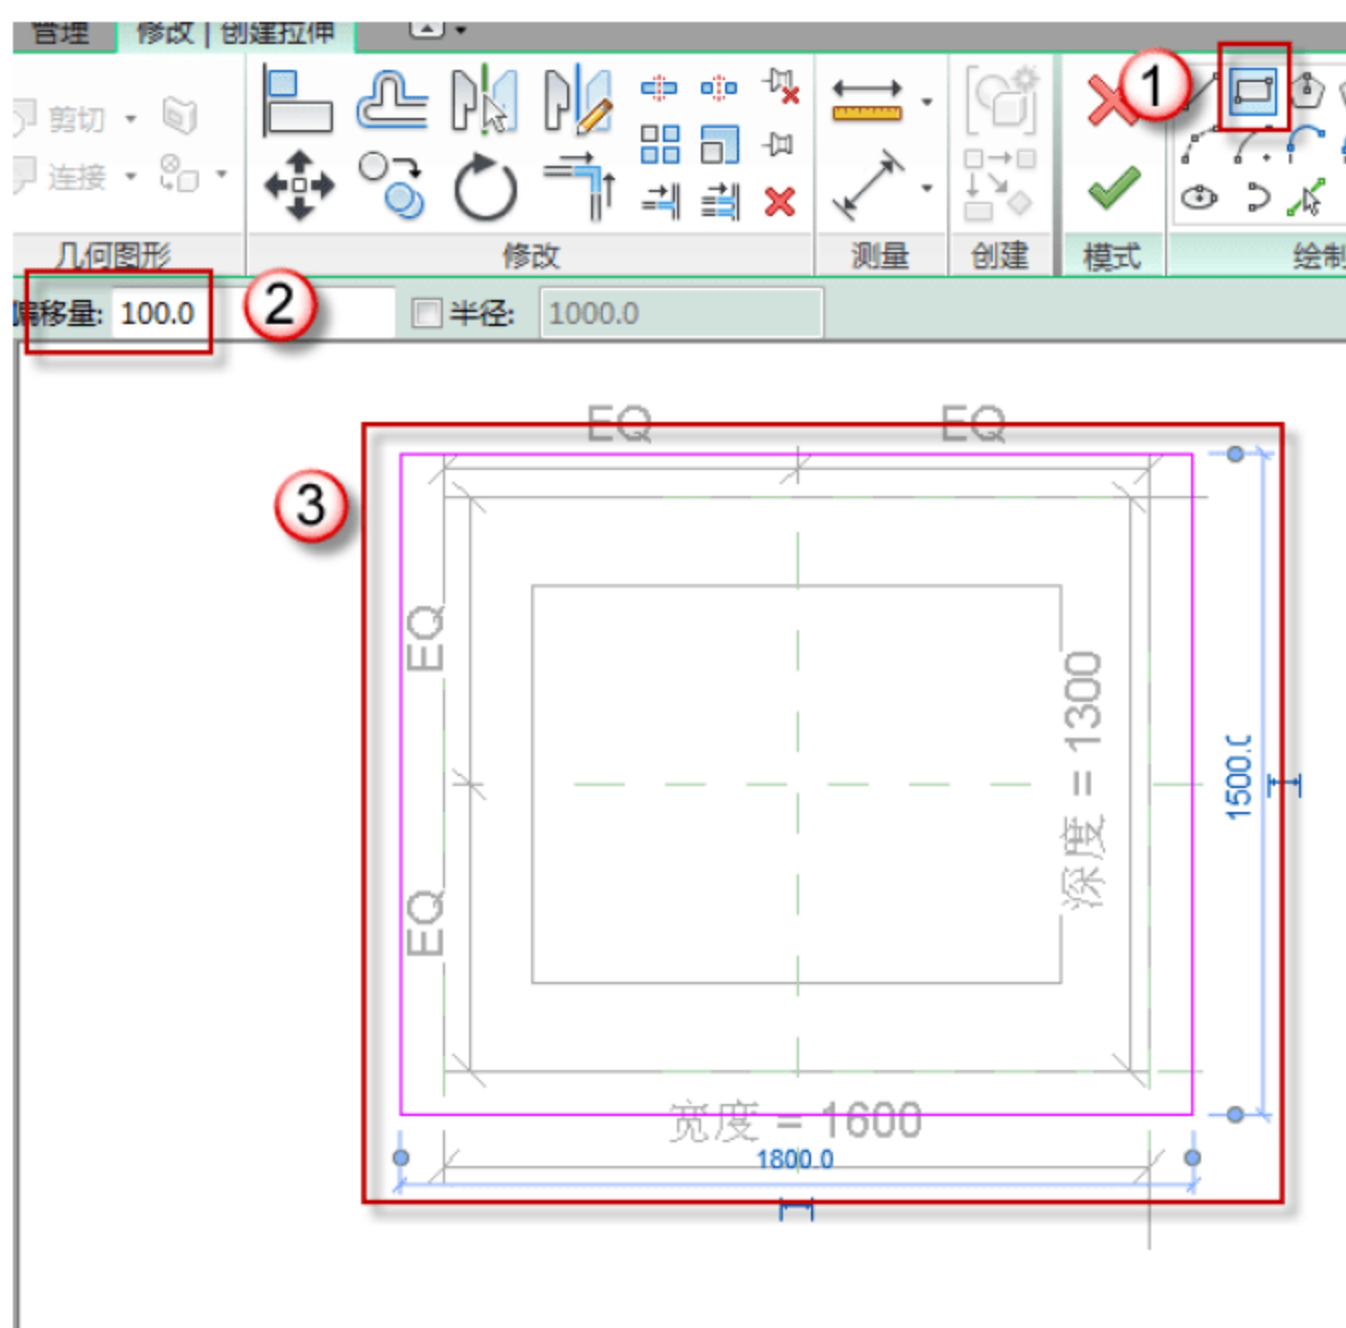 管理 修改 | 创建拉伸
1
剪切
连接
几何图形 修改 测量 创建 模式 绘制
偏移量: 100.0 2 半径: 1000.0
EQ EQ
3
EQ
深度 = 1300
1500.0
EQ
宽度 = 1600
1800.0